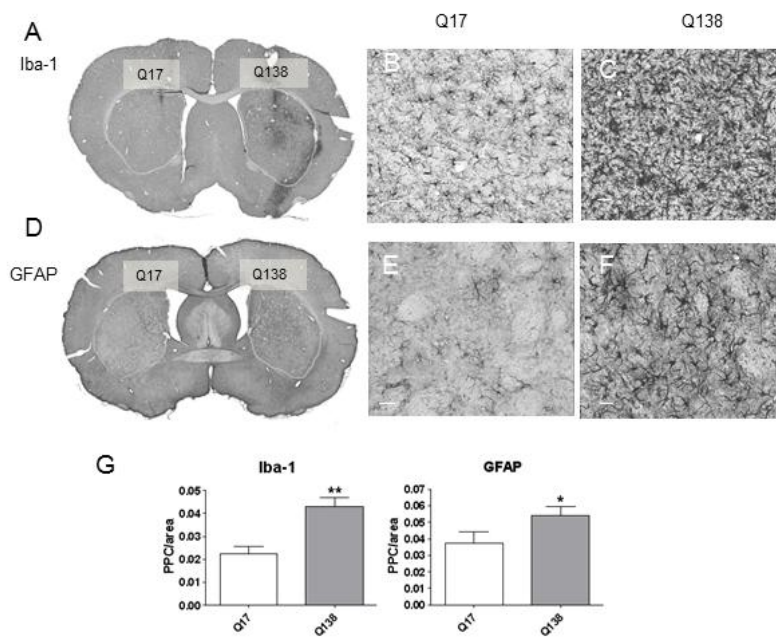 Q17 Q138
A
Iba-1
Q17 Q138
B
C
D
GFAP
Q17 Q138
E
F
G
Iba-1
PPC/area
0.05
0.04
0.03
0.02
0.01
0.00
**
Q17
Q138
GFAP
PPC/area
0.07
0.06
0.05
0.04
0.03
0.02
0.01
0.00
*
Q17
Q138